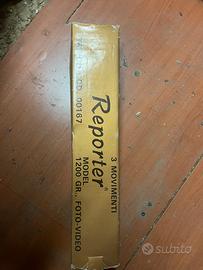 Reporter®
3 MOVIMENTI
MODEL
1200 GR. FOTO-VIDEO
00167
subito